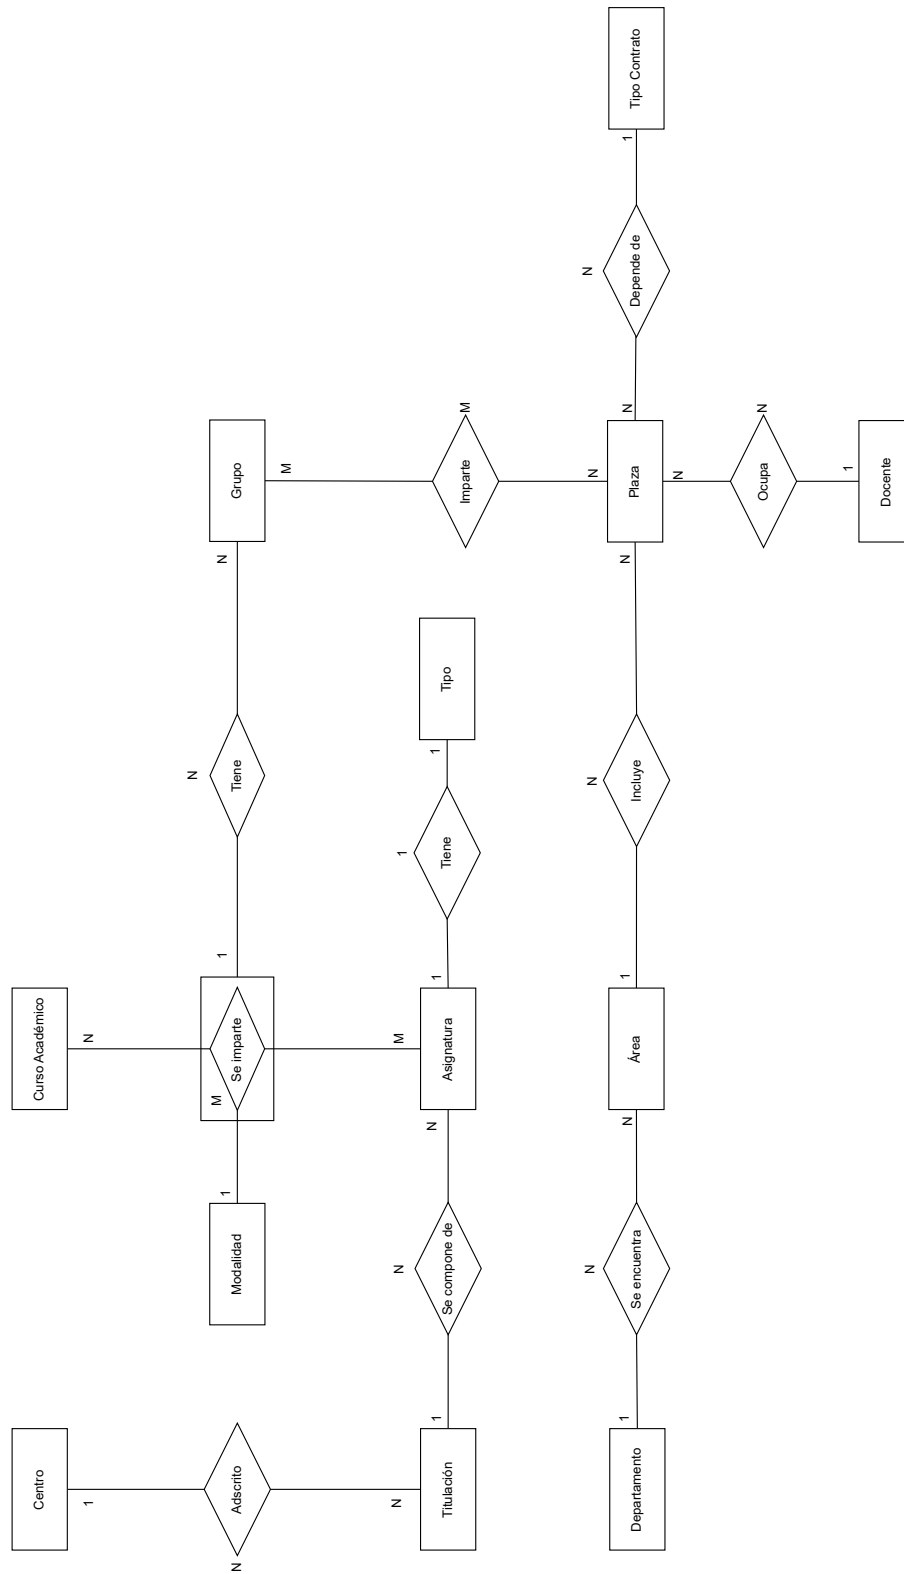 Centro
Curso Académico
1
N
N
M
1
1
N
N
Adscrito
Modalidad
Se imparte
Tiene
Grupo
M
N
N
M
1
1
N
1
1
Titulación
Se compone de
Asignatura
Tiene
Tipo
Imparte
M
N
N
N
N
1
N
1
N
N
1
Departamento
Se encuentra
Área
Incluye
Plaza
Depende de
Tipo Contrato
N
Ocupa
N
1
Docente